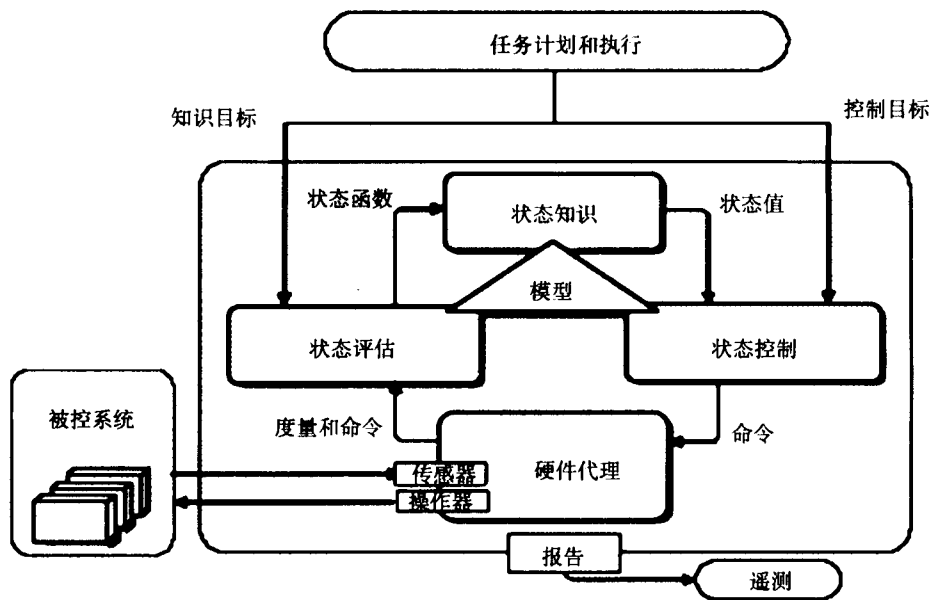 任务计划和执行
知识目标
控制目标
状态函数
状态知识
状态值
模型
状态评估
状态控制
被控系统
度量和命令
命令
传感器
硬件代理
操作器
报告
遥测